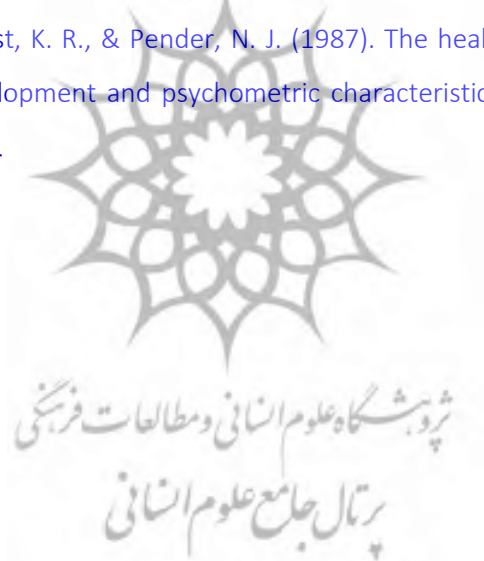 st, K. R., & Pender, N. J. (1987). The heal
lopment and psychometric characteristic
.
پژوهشگاه علوم انسانی و مطالعات فرهنگی
پرتال جامع علوم انسانی